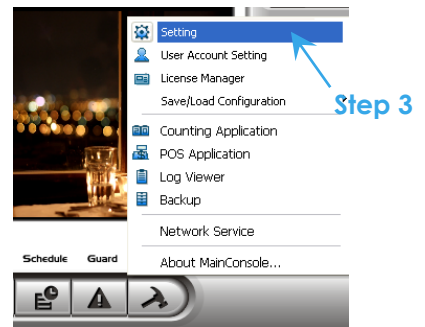 Setting
User Account Setting
License Manager
Save/Load Configuration
Step 3
Counting Application
POS Application
Log Viewer
Backup
Network Service
Schedule Guard
About MainConsole...